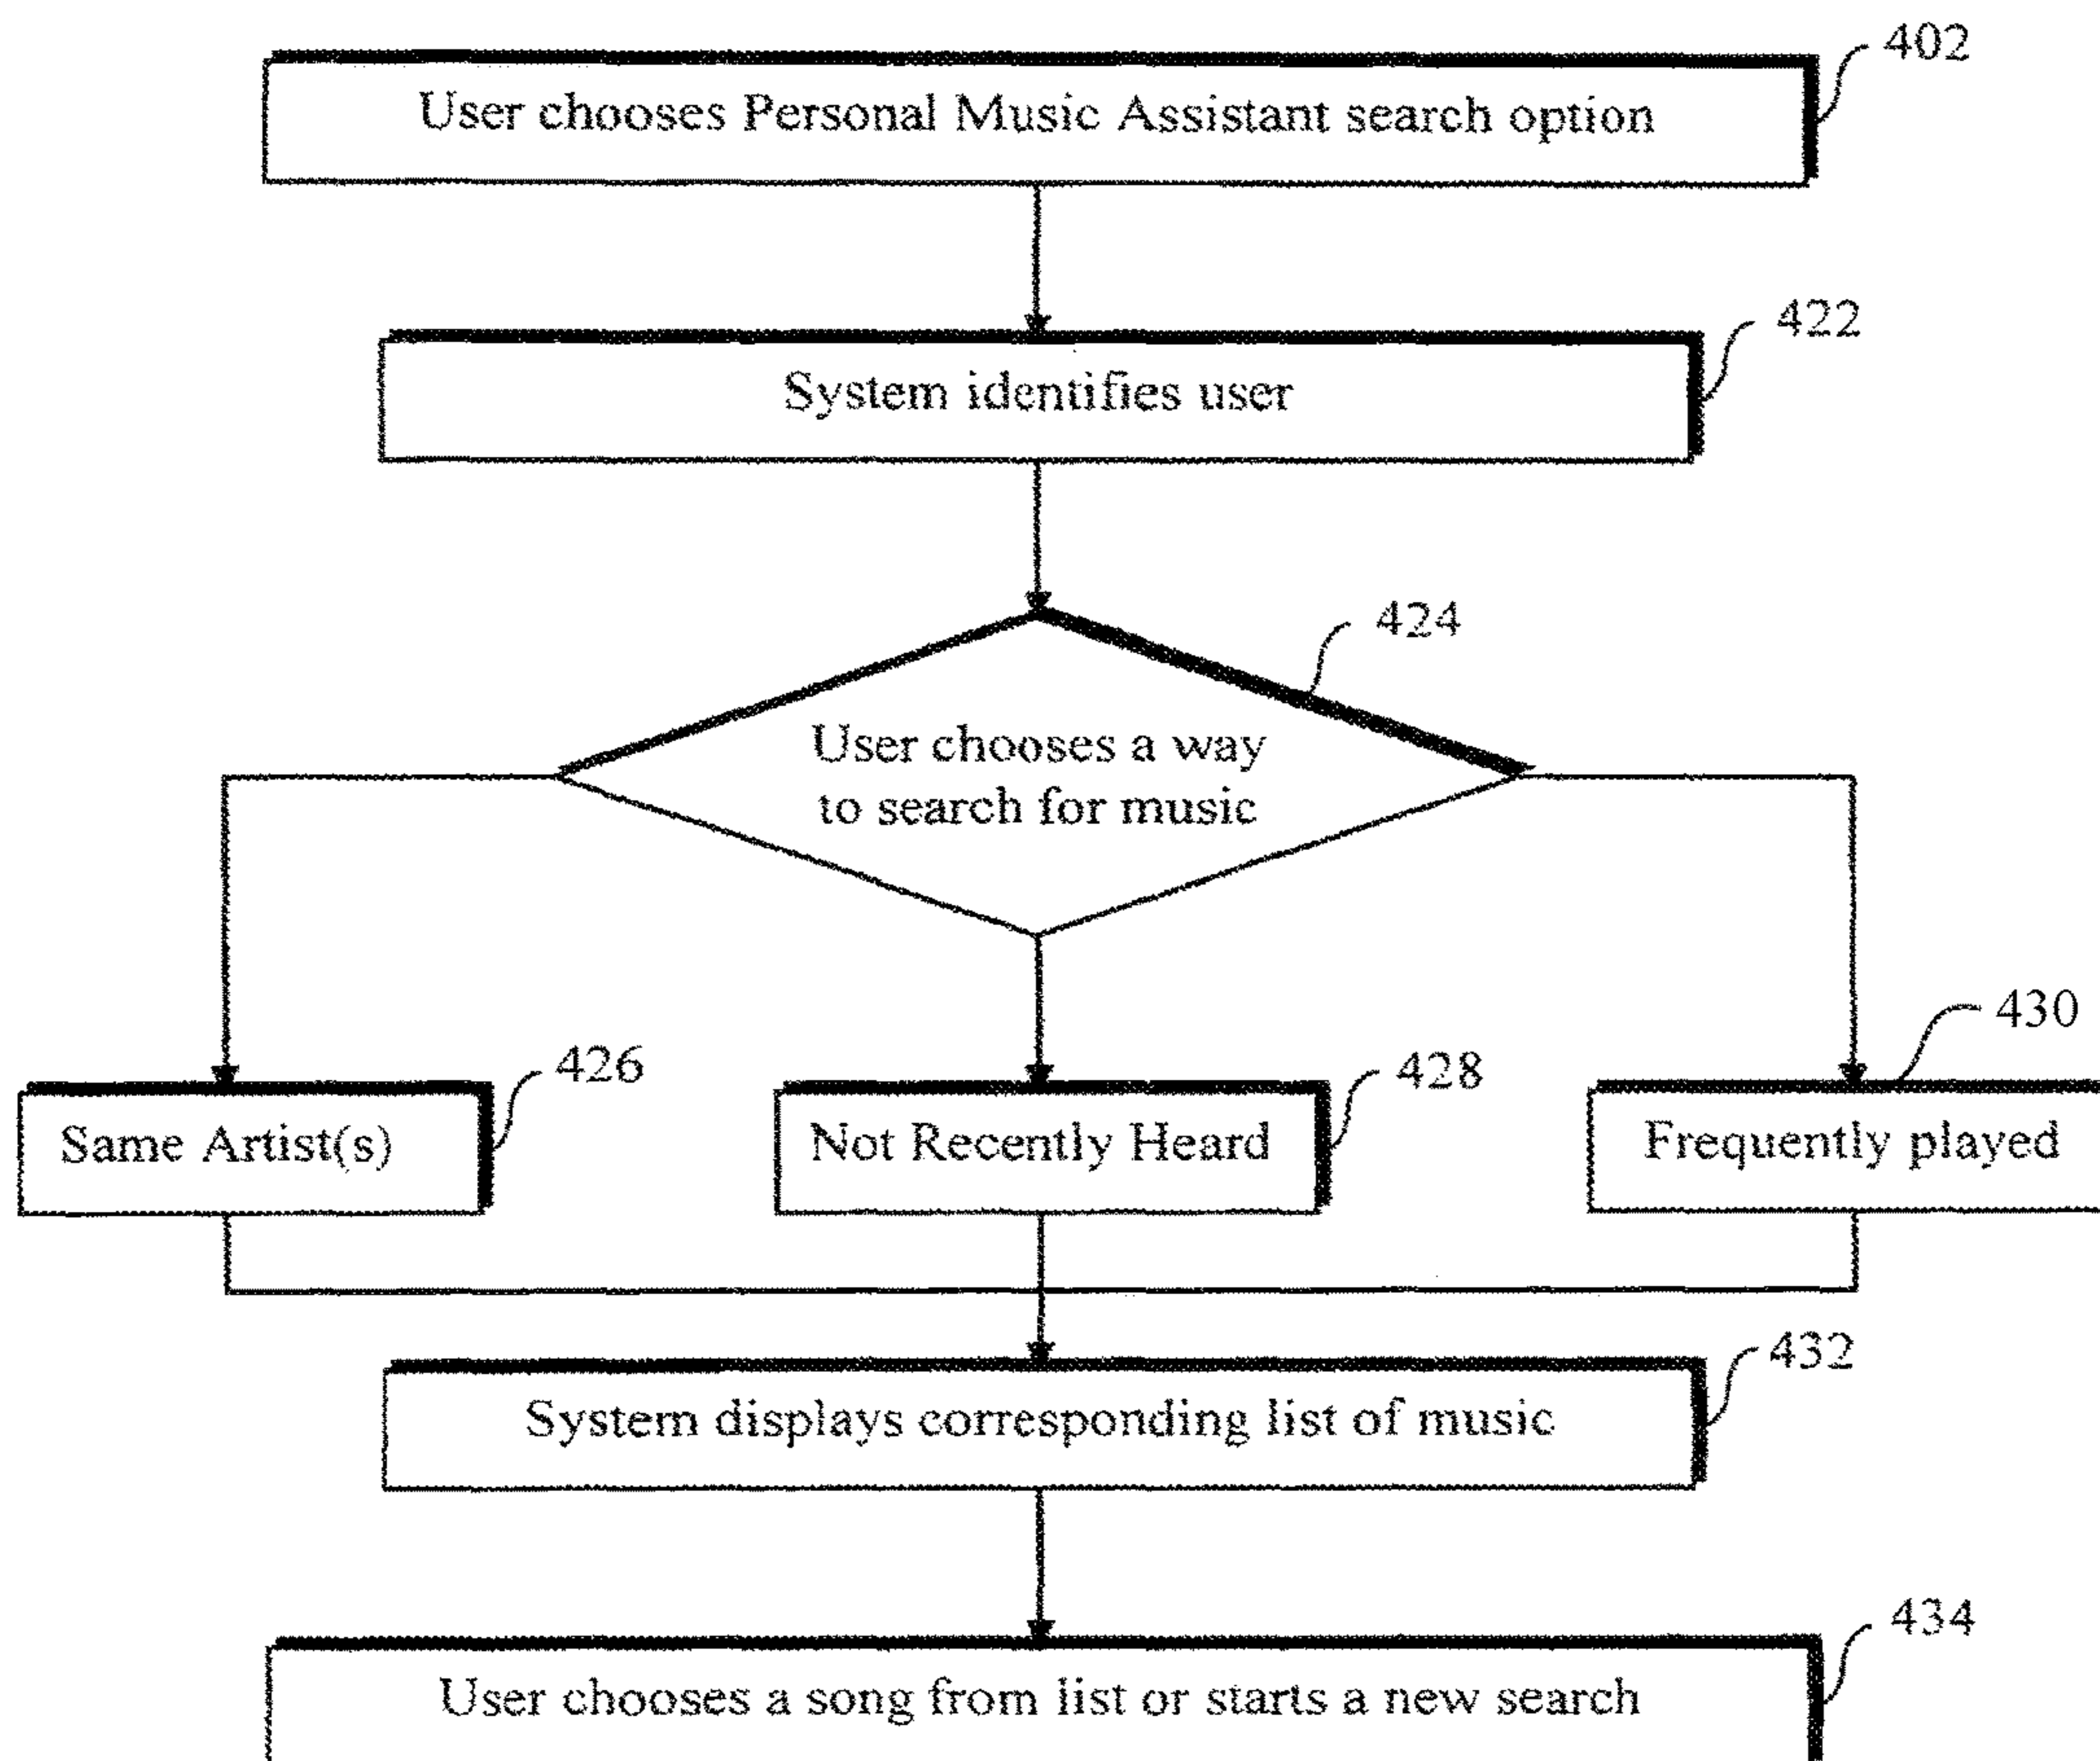 402
User chooses Personal Music Assistant search option
422
System identifies user
424
User chooses a way
to search for music
426
Same Artist(s)
428
Not Recently Heard
430
Frequently played
432
System displays corresponding list of music
434
User chooses a song from list or starts a new search